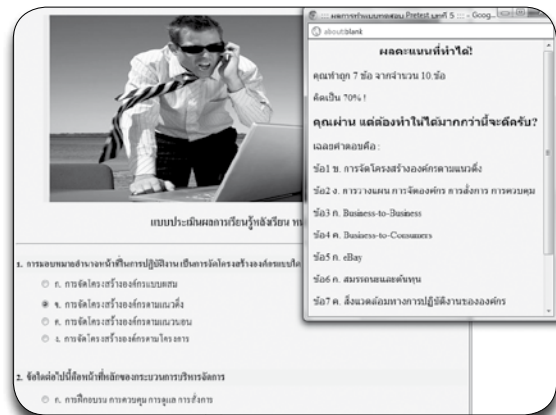 ::: ผลการทำแบบทดสอบ Pretest บทที่ 5 ::: - Goog...
about:blank
ผลคะแนนที่ทำได้!
คุณทำถูก 7 ข้อ จากจำนวน 10 ข้อ
คิดเป็น 70% !
คุณผ่าน แต่ต้องทำให้ได้มากกว่านี้จะดีครับ?
เฉลยคำตอบคือ :
ข้อ1 ข. การจัดโครงสร้างองค์กรตามแนวดิ่ง
ข้อ2 ง. การวางแผน การจัดองค์กร การสั่งการ การควบคุม
ข้อ3 ก. Business-to-Business
ข้อ4 ค. Business-to-Consumers
ข้อ5 ก. eBay
ข้อ6 ก. สมรรถนะและต้นทุน
ข้อ7 ค. สิ่งแวดล้อมทางการปฏิบัติงานขององค์กร
แบบประเมินผลการเรียนรู้หลังเรียน
1. การมอบหมายอำนาจหน้าที่ในการปฏิบัติงาน เป็นการจัดโครงสร้างองค์กรแบบใด
ก. การจัดโครงสร้างองค์กรแบบผสม
ข. การจัดโครงสร้างองค์กรตามแนวดิ่ง
ค. การจัดโครงสร้างองค์กรตามแนวนอน
ง. การจัดโครงสร้างองค์กรตามโครงการ
2. ข้อใดต่อไปนี้คือหน้าที่หลักของกระบวนการบริหารจัดการ
ก. การฝึกอบรม การควบคุม การดูแล การสั่งการ